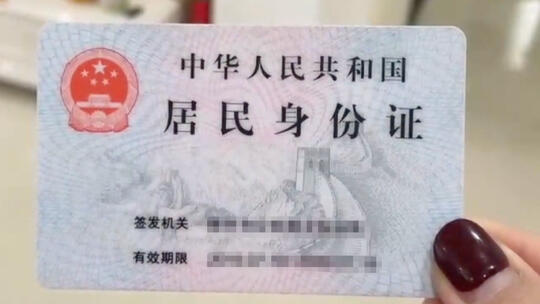 中华人民共和国
居民身份证
签发机关
有效期限